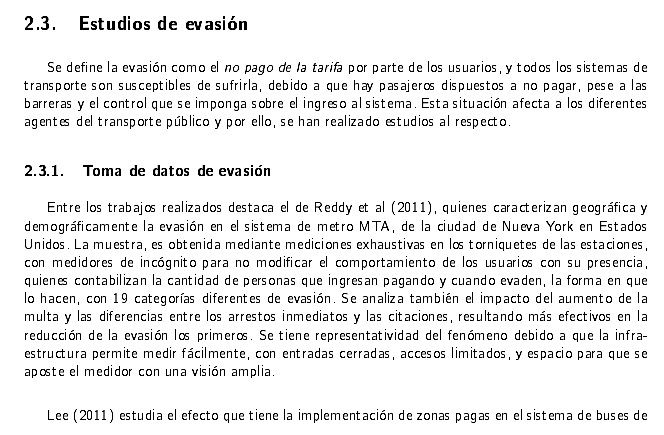 2.3. Estudios de evasión
Se define la evasión como el no pago de la tarifa por parte de los usuarios, y todos los sistemas de
transporte son susceptibles de sufrirla, debido a que hay pasajeros dispuestos a no pagar, pese a las
barreras y el control que se imponga sobre el ingreso al sistema. Esta situación afecta a los diferentes
agentes del transporte público y por ello, se han realizado estudios al respecto.
2.3.1. Toma de datos de evasión
Entre los trabajos realizados destaca el de Reddy et al (2011), quienes caracterizan geográfica y
demográficamente la evasión en el sistema de metro MTA, de la ciudad de Nueva York en Estados
Unidos. La muestra, es obtenida mediante mediciones exhaustivas en los torniquetes de las estaciones,
con medidores de incógnito para no modificar el comportamiento de los usuarios con su presencia,
quienes contabilizan la cantidad de personas que ingresan pagando y cuando evaden, la forma en que
lo hacen, con 19 categorías diferentes de evasión. Se analiza también el impacto del aumento de la
multa y las diferencias entre los arrestos inmediatos y las citaciones, resultando más efectivos en la
reducción de la evasión los primeros. Se tiene representatividad del fenómeno debido a que la infra-
estructura permite medir fácilmente, con entradas cerradas, accesos limitados, y espacio para que se
aposte el medidor con una visión amplia.
Lee (2011) estudia el efecto que tiene la implementación de zonas pagas en el sistema de buses de